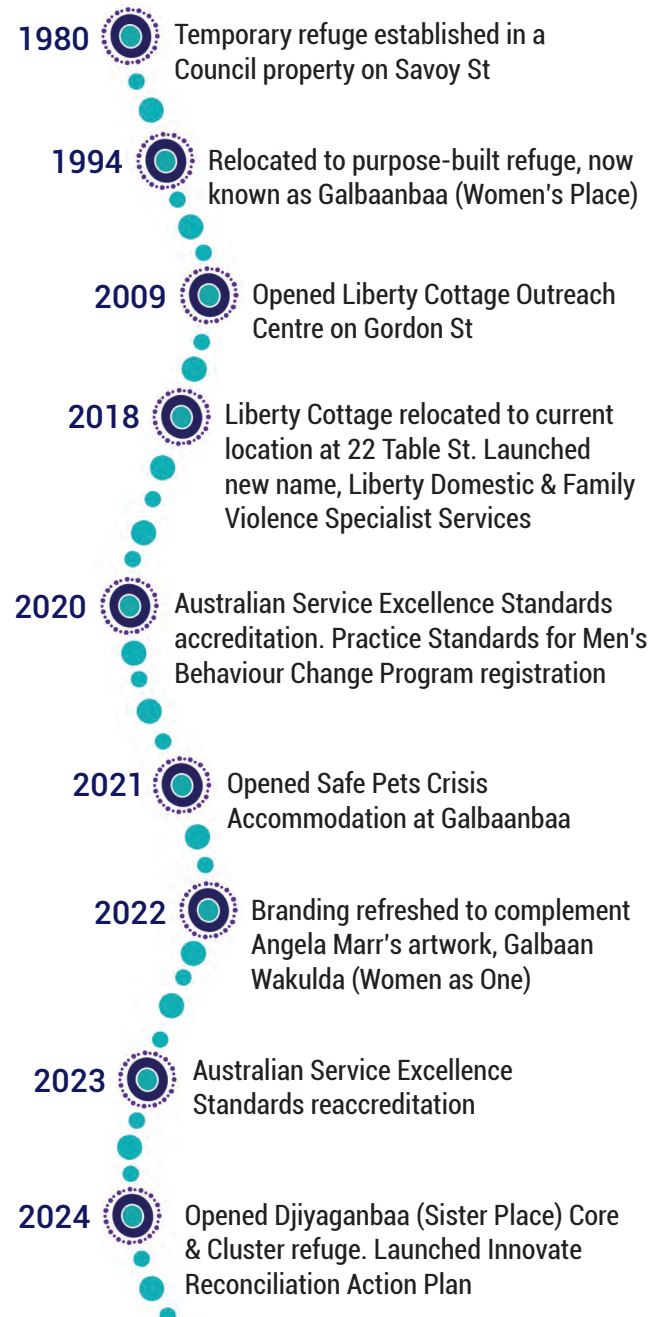 1980
Temporary refuge established in a
Council property on Savoy St
1994
Relocated to purpose-built refuge, now
known as Galbaanbaa (Women's Place)
2009
Opened Liberty Cottage Outreach
Centre on Gordon St
2018
Liberty Cottage relocated to current
location at 22 Table St. Launched
new name, Liberty Domestic & Family
Violence Specialist Services
2020
Australian Service Excellence Standards
accreditation. Practice Standards for Men's
Behaviour Change Program registration
2021
Opened Safe Pets Crisis
Accommodation at Galbaanbaa
2022
Branding refreshed to complement
Angela Marr's artwork, Galbaan
Wakulda (Women as One)
2023
Australian Service Excellence
Standards reaccreditation
2024
Opened Djiyaganbaa (Sister Place) Core
& Cluster refuge. Launched Innovate
Reconciliation Action Plan